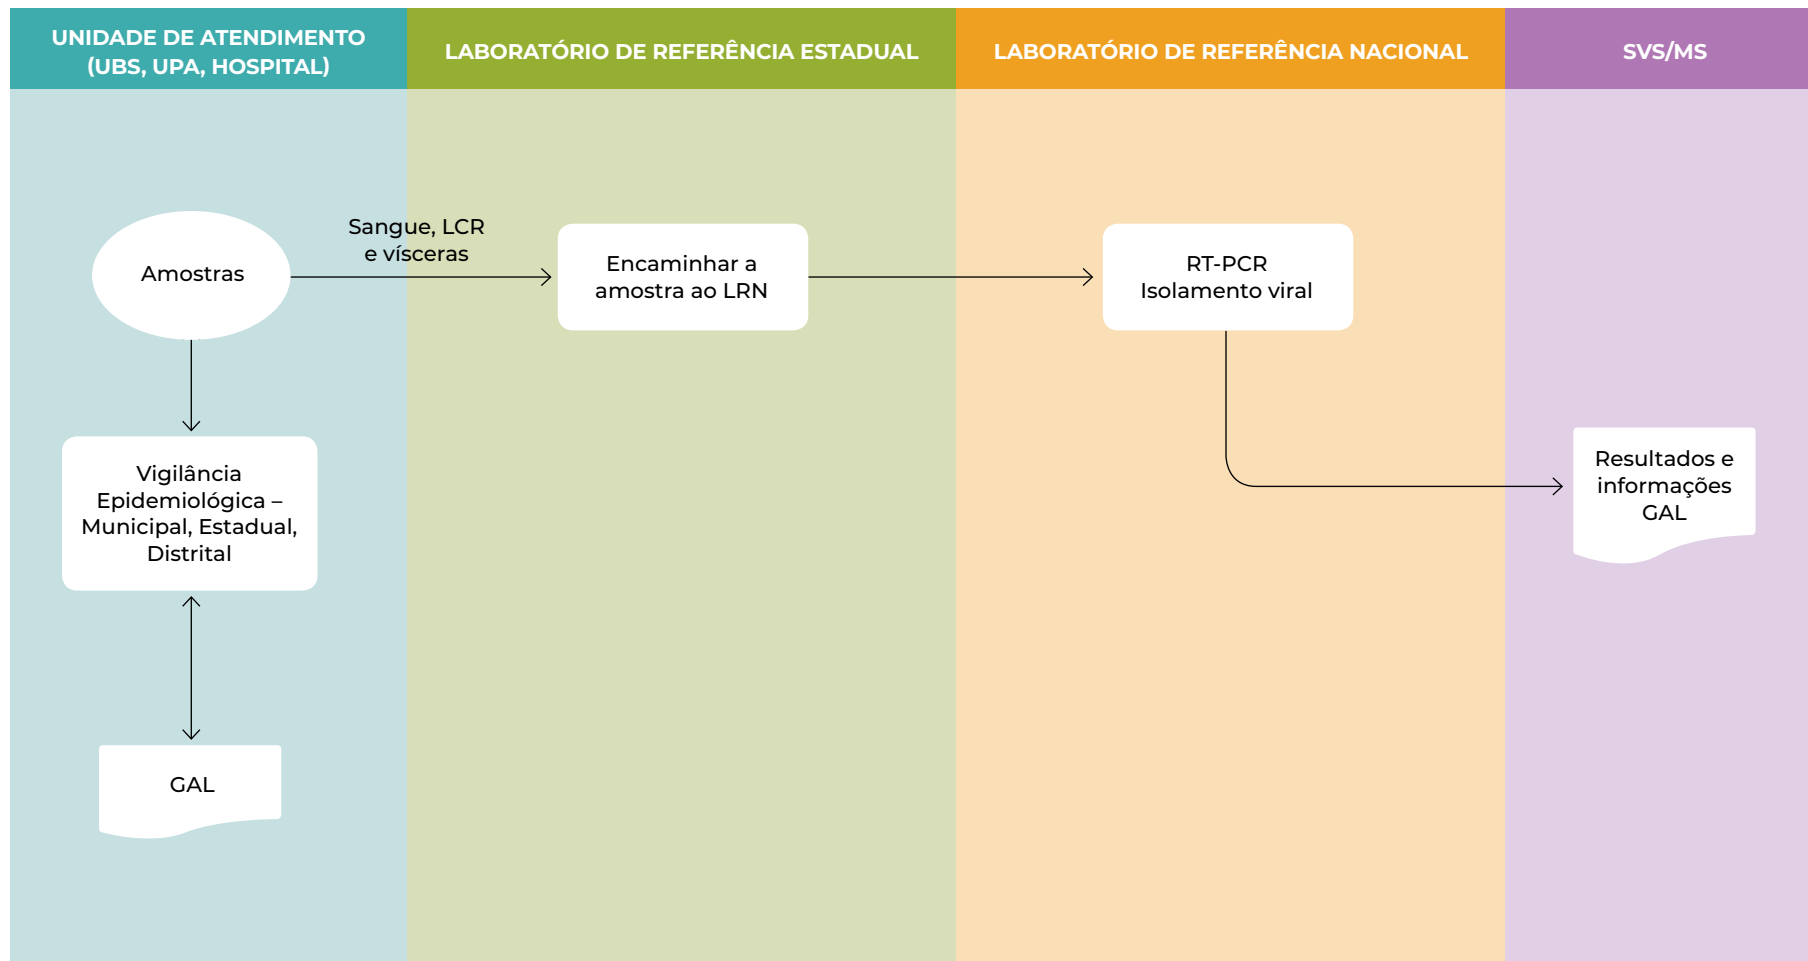 UNIDADE DE ATENDIMENTO
(UBS, UPA, HOSPITAL)
LABORATÓRIO DE REFERÊNCIA ESTADUAL
LABORATÓRIO DE REFERÊNCIA NACIONAL
SVS/MS
Amostras
Sangue, LCR
e vísceras
Encaminhar a
amostra ao LRN
RT-PCR
Isolamento viral
Vigilância
Epidemiológica –
Municipal, Estadual,
Distrital
Resultados e
informações
GAL
GAL